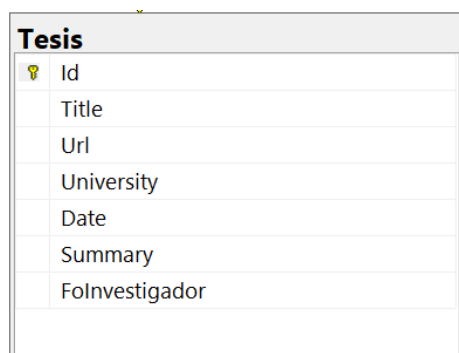 Tesis
Id
Title
Url
University
Date
Summary
FoInvestigador